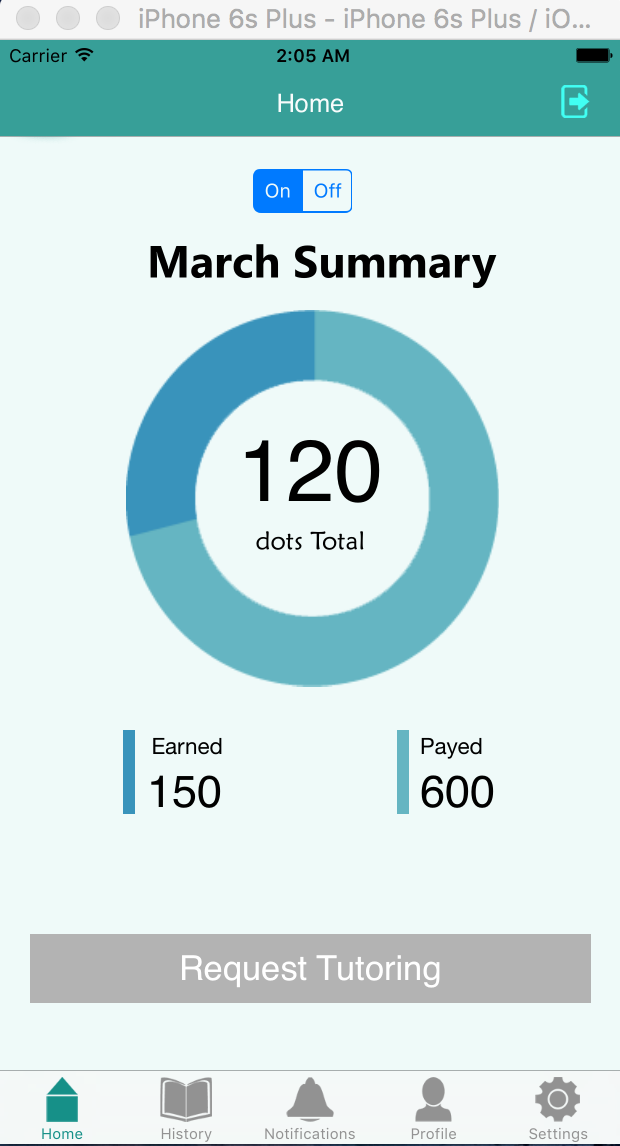 iPhone 6s Plus - iPhone 6s Plus / iO...
Carrier 2:05 AM
Home
On Off
March Summary
120
dots Total
Earned Payed
150 600
Request Tutoring
Home History Notifications Profile Settings